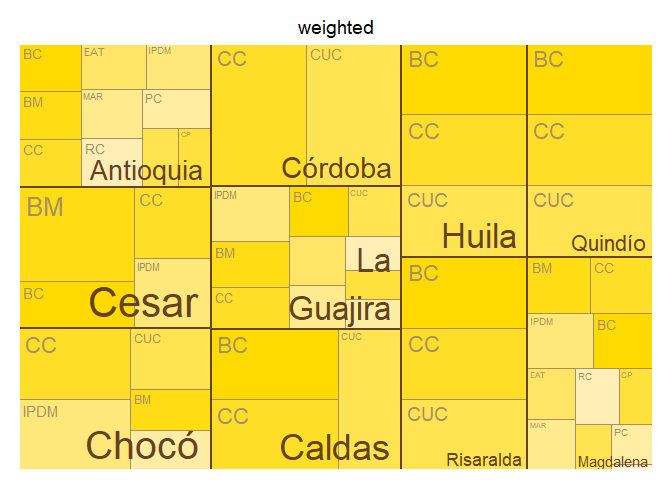 weighted
BC
EAT
IPDM
BM
MAR
PC
CC
RC
CP
Antioquia
CC
CUC
Córdoba
BC
CC
CUC
Huila
BC
CC
CUC
Quindío
BM
CC
BC
IPDM
Cesar
IPDM
BC
CUC
BM
CC
La
Guajira
CC
CUC
IPDM
BM
Chocó
BC
CC
Caldas
BC
CC
CUC
Risaralda
BM
CC
IPDM
BC
EAT
RC
CP
MAR
PC
Magdalena